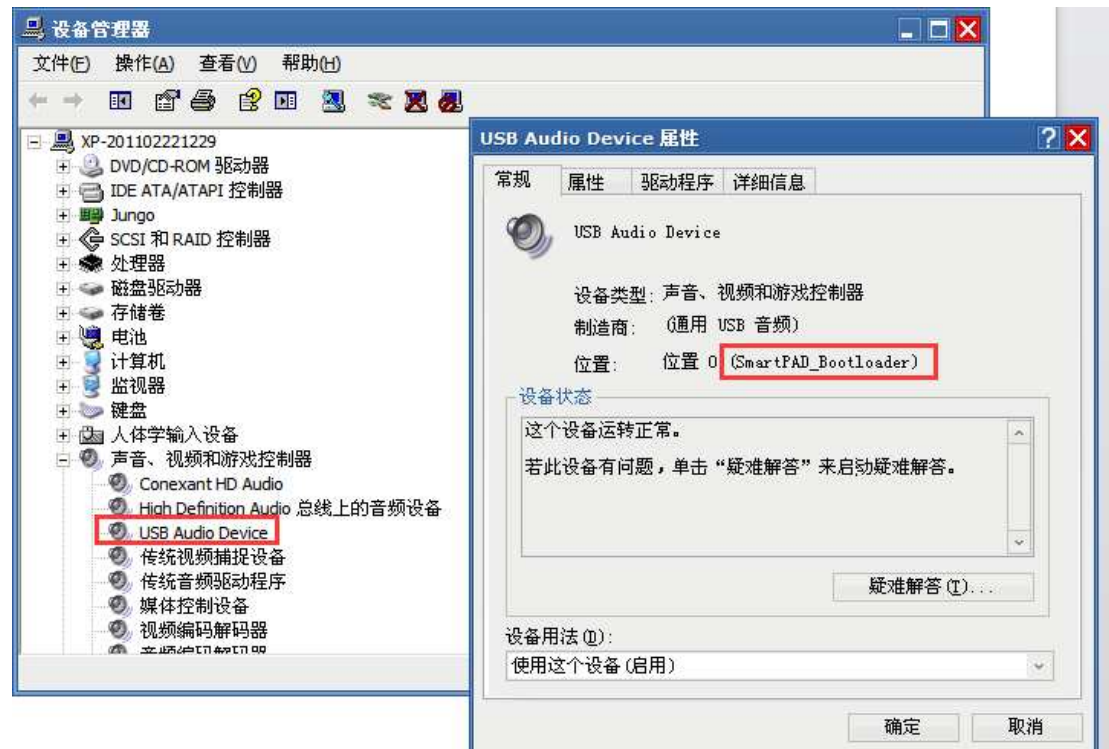 设备管理器
文件(F) 操作(A) 查看(V) 帮助(H)
XP-201102221229
DVD/CD-ROM 驱动器
IDE ATA/ATAPI 控制器
Jungo
SCSI 和 RAID 控制器
处理器
磁盘驱动器
存储卷
电池
计算机
监视器
键盘
人体学输入设备
声音、视频和游戏控制器
Conexant HD Audio
High Definition Audio 总线上的音频设备
USB Audio Device
传统视频捕捉设备
传统音频驱动程序
媒体控制设备
视频编码解码器
音频编码解码器
USB Audio Device 属性
常规 属性 驱动程序 详细信息
USB Audio Device
设备类型: 声音、视频和游戏控制器
制造商: (通用 USB 音频)
位置: 位置 0 (SmartPAD_Bootloader)
设备状态
这个设备运转正常。
若此设备有问题，单击“疑难解答”来启动疑难解答。
疑难解答(T)...
设备用法(D):
使用这个设备(启用)
确定 取消